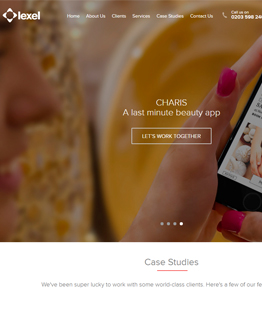 lexel
Home About Us Clients Services Case Studies Contact Us
Call us on
0203 598 24
CHARIS
A last minute beauty app
LET'S WORK TOGETHER
Case Studies
We've been super lucky to work with some world-class clients. Here's a few of our fe